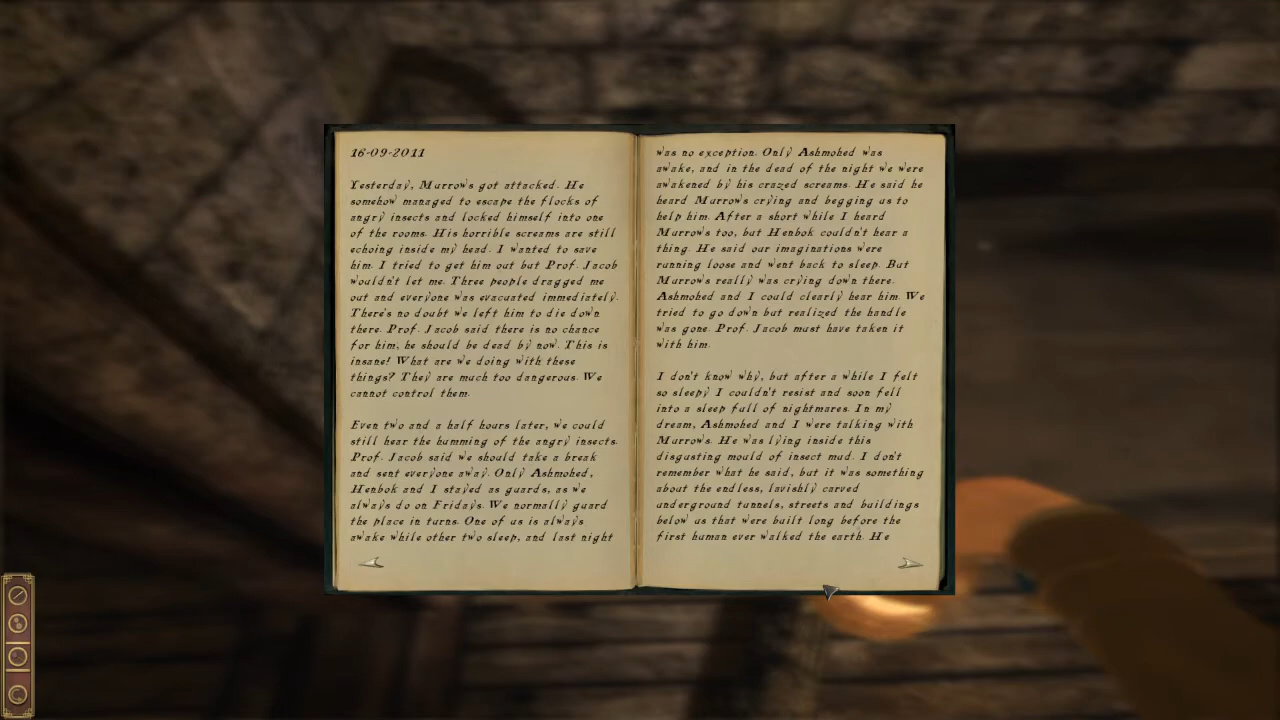 16-09-2011
Yesterday, Murrows got attacked. He
somehow managed to escape the flocks of
angry insects and locked himself into one
of the rooms. His horrible screams are still
echoing inside my head. I wanted to save
him. I tried to get him out but Prof. Jacob
wouldn't let me. Three people dragged me
out and everyone was evacuated immediately.
There's no doubt we left him to die down
there. Prof. Jacob said there is no chance
for him, he should be dead by now. This is
insane! What are we doing with these
things? They are much too dangerous. We
cannot control them.
Even two and a half hours later, we could
still hear the humming of the angry insects.
Prof. Jacob said we should take a break
and sent everyone away. Only Ashmohed,
Henbok and I stayed as guards, as we
always do on Fridays. We normally guard
the place in turns. One of us is always
awake while other two sleep, and last night
was no exception. Only Ashmohed was
awake, and in the dead of the night we were
awakened by his crazed screams. He said he
heard Murrows crying and begging us to
help him. After a short while I heard
Murrows too, but Henbok couldn't hear a
thing. He said our imaginations were
running loose and went back to sleep. But
Murrows really was crying down there.
Ashmohed and I could clearly hear him. We
tried to go down but realized the handle
was gone. Prof. Jacob must have taken it
with him.
I don't know why, but after a while I felt
so sleepy I couldn't resist and soon fell
into a sleep full of nightmares. In my
dream, Ashmohed and I were talking with
Murrows. He was lying inside this
disgusting mould of insect mud. I don't
remember what he said, but it was something
about the endless, lavishly carved
underground tunnels, streets and buildings
below us that were built long before the
first human ever walked the earth. He